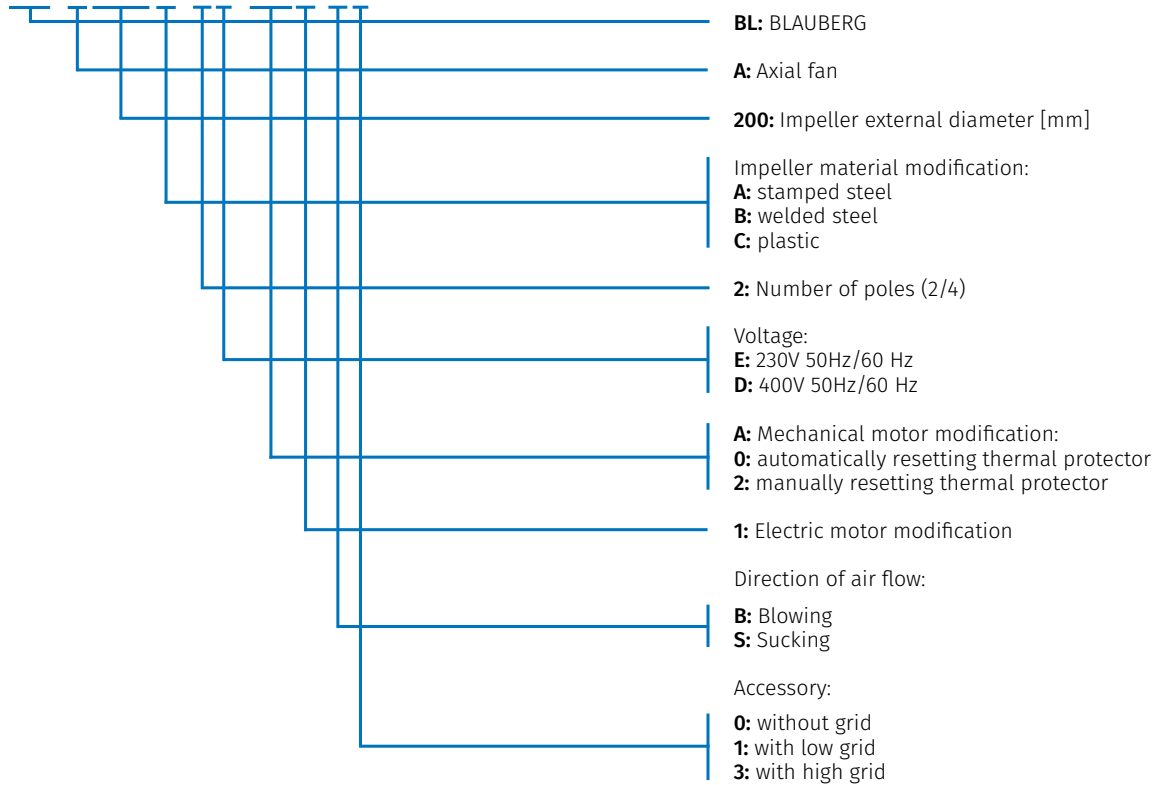 BL: BLAUBERG
A: Axial fan
200: Impeller external diameter [mm]
Impeller material modification:
A: stamped steel
B: welded steel
C: plastic
2: Number of poles (2/4)
Voltage:
E: 230V 50Hz/60 Hz
D: 400V 50Hz/60 Hz
A: Mechanical motor modification:
0: automatically resetting thermal protector
2: manually resetting thermal protector
1: Electric motor modification
Direction of air flow:
B: Blowing
S: Sucking
Accessory:
0: without grid
1: with low grid
3: with high grid